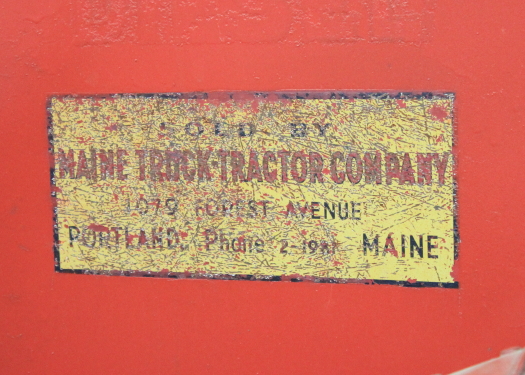 SOLD BY
MAINE TRUCK-TRACTOR COMPANY
1079 FOREST AVENUE
PORTLAND, Phone MAINE